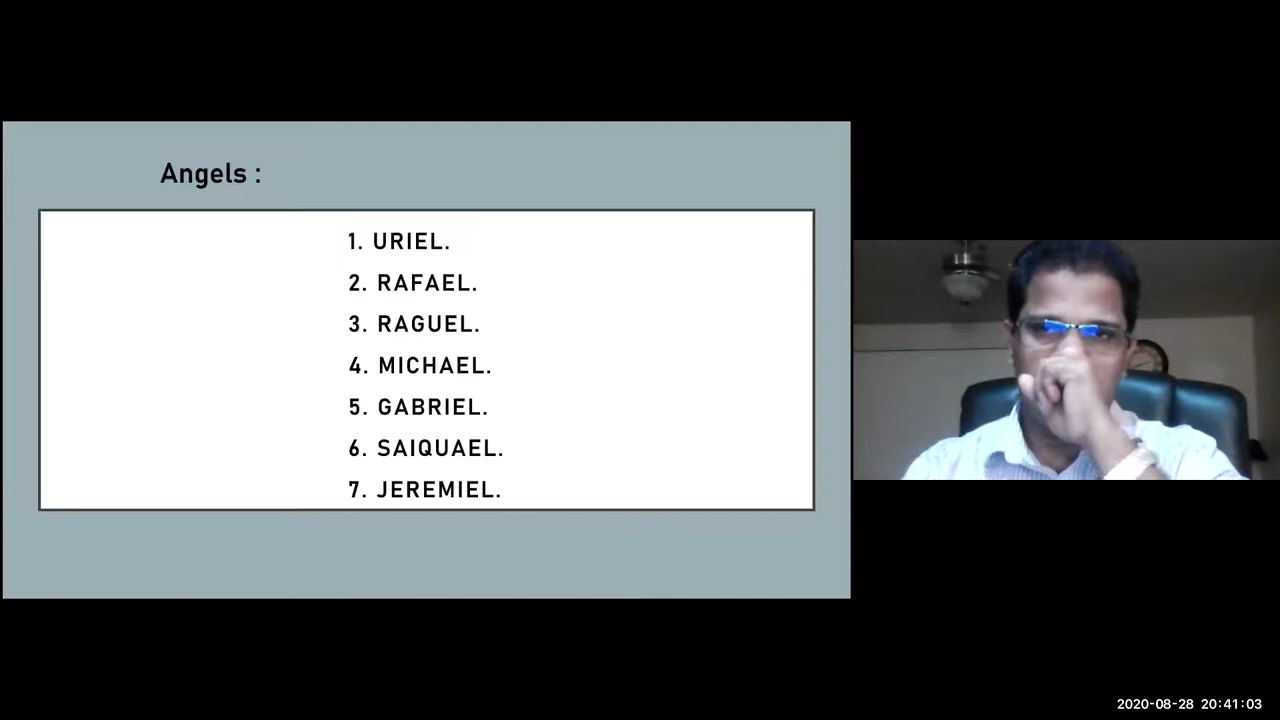 Angels :
1. URIEL.
2. RAFAEL.
3. RAGUEL.
4. MICHAEL.
5. GABRIEL.
6. SAIQUAEL.
7. JEREMIEL.
2020-08-28 20:41:03